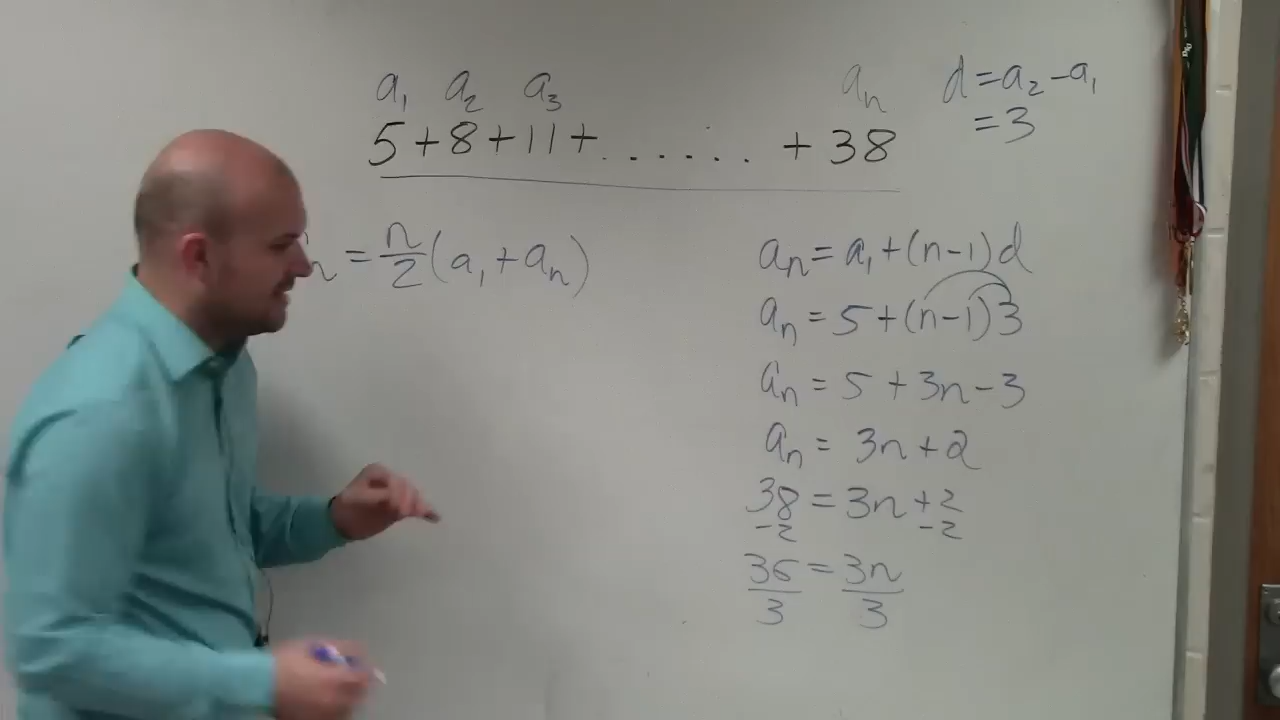 a₁ a₂ a₃ aₙ
5+8+11+.......+38
d=a₂-a₁
=3
ₙ = n/2(a₁+aₙ)
aₙ = a₁+(n-1)d
aₙ = 5+(n-1)3
aₙ = 5+3n-3
aₙ = 3n+2
38 = 3n+2
-2 -2
36/3 = 3n/3